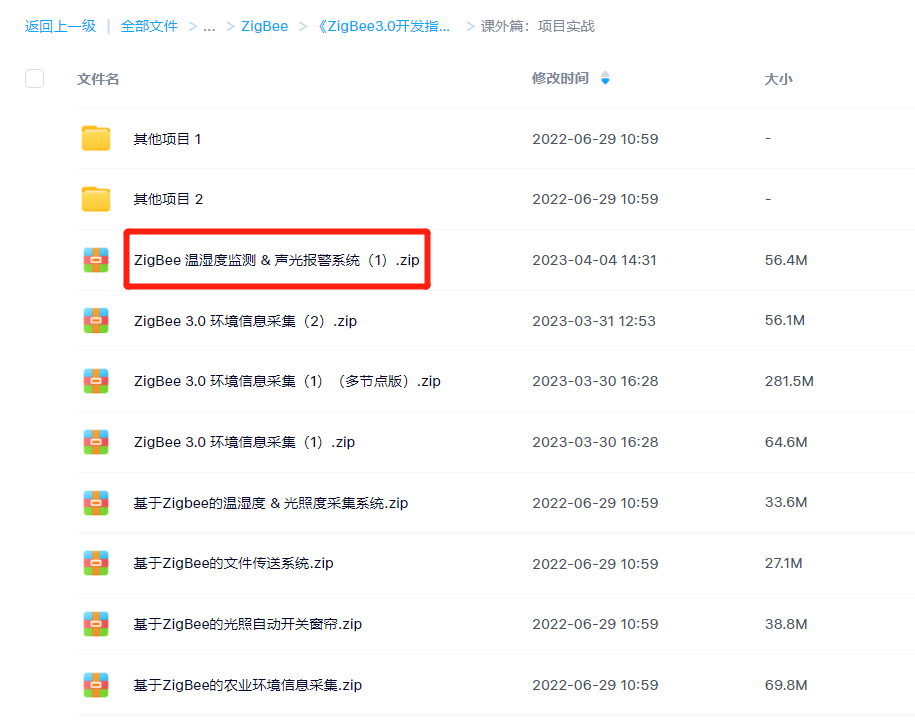 返回上一级 | 全部文件 > ... > ZigBee > 《ZigBee3.0开发指... > 课外篇：项目实战
文件名 修改时间 大小
其他项目 1 2022-06-29 10:59 -
其他项目 2 2022-06-29 10:59 -
ZigBee 温湿度监测 & 声光报警系统（1）.zip 2023-04-04 14:31 56.4M
ZigBee 3.0 环境信息采集（2）.zip 2023-03-31 12:53 56.1M
ZigBee 3.0 环境信息采集（1）（多节点版）.zip 2023-03-30 16:28 281.5M
ZigBee 3.0 环境信息采集（1）.zip 2023-03-30 16:28 64.6M
基于Zigbee的温湿度 & 光照度采集系统.zip 2022-06-29 10:59 33.6M
基于ZigBee的文件传送系统.zip 2022-06-29 10:59 27.1M
基于ZigBee的光照自动开关窗帘.zip 2022-06-29 10:59 38.8M
基于ZigBee的农业环境信息采集.zip 2022-06-29 10:59 69.8M